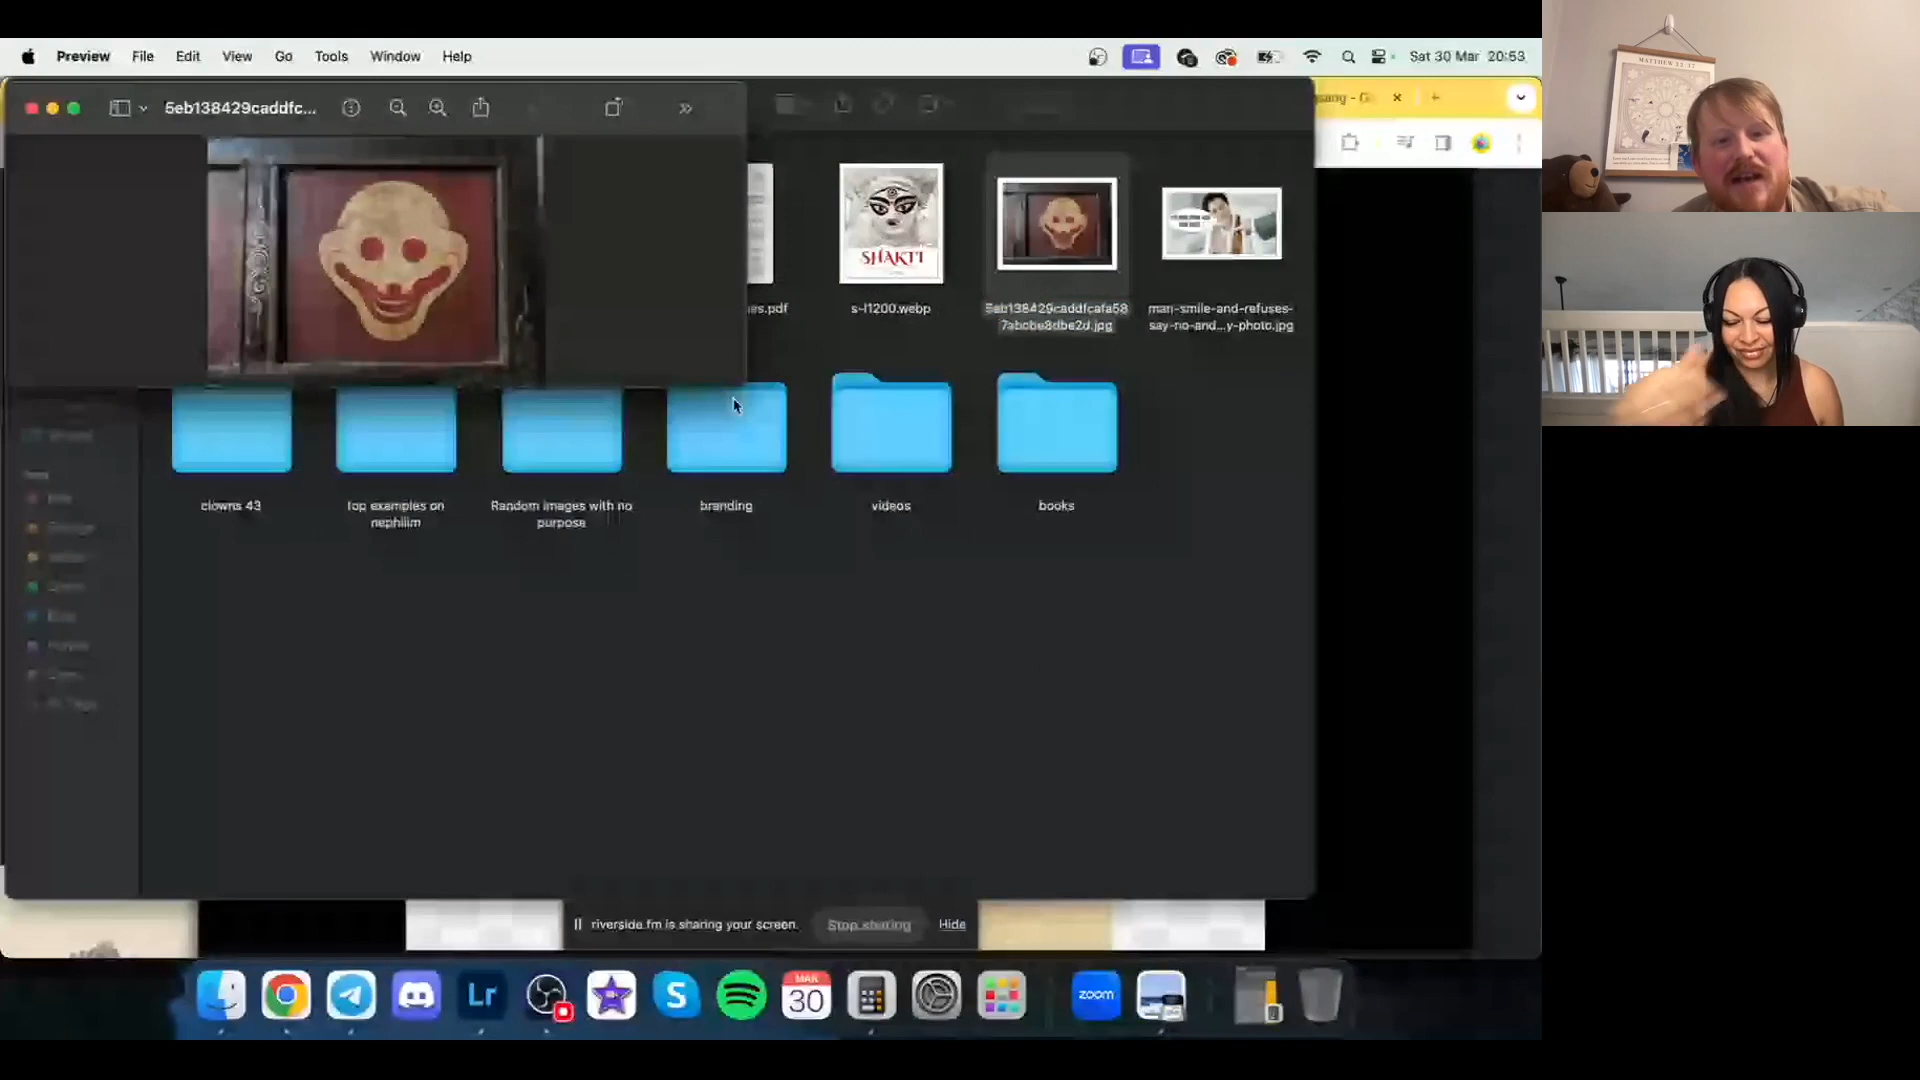 Preview File Edit View Go Tools Window Help
Sat 30 Mar 20:53
5eb138429caddfc...
SHAKTI
es.pdf
s-l1200.webp
5eb138429caddfcafa58
7abcbe8dbe2d.jpg
man-smile-and-refuses-
say-no-and...y-photo.jpg
clowns 43
top examples on
nephilim
Random images with no
purpose
branding
videos
books
riverside.fm is sharing your screen.
Stop sharing
Hide
Lr
S
MAR
30
zoom